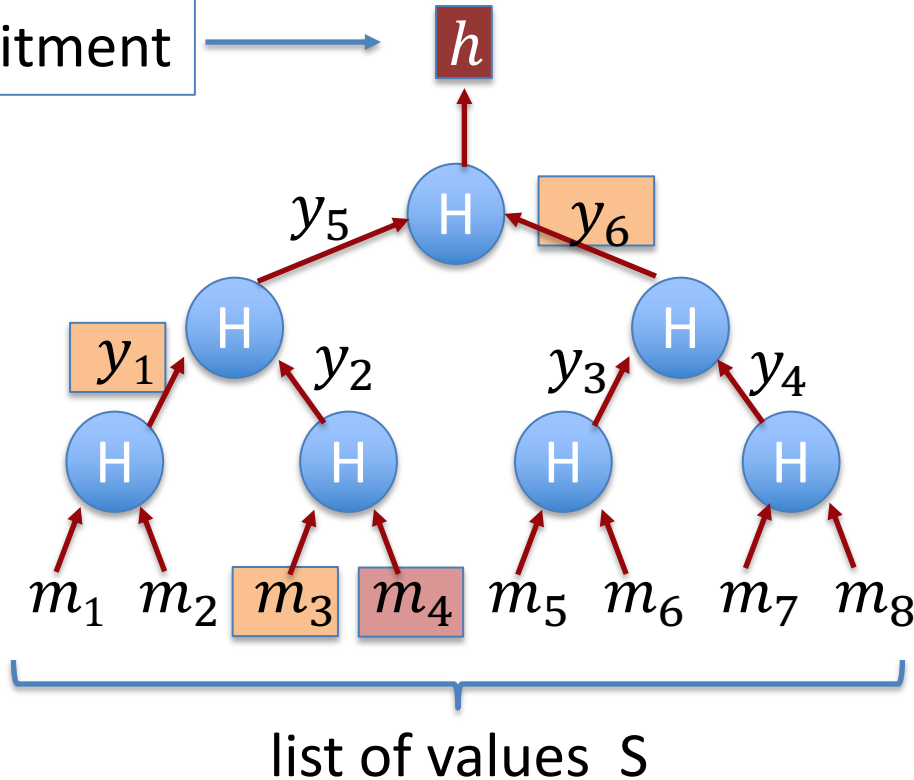 itment
h
H
y₅ y₆
H H
y₁ y₂ y₃ y₄
H H H H
m₁ m₂ m₃ m₄ m₅ m₆ m₇ m₈
list of values S